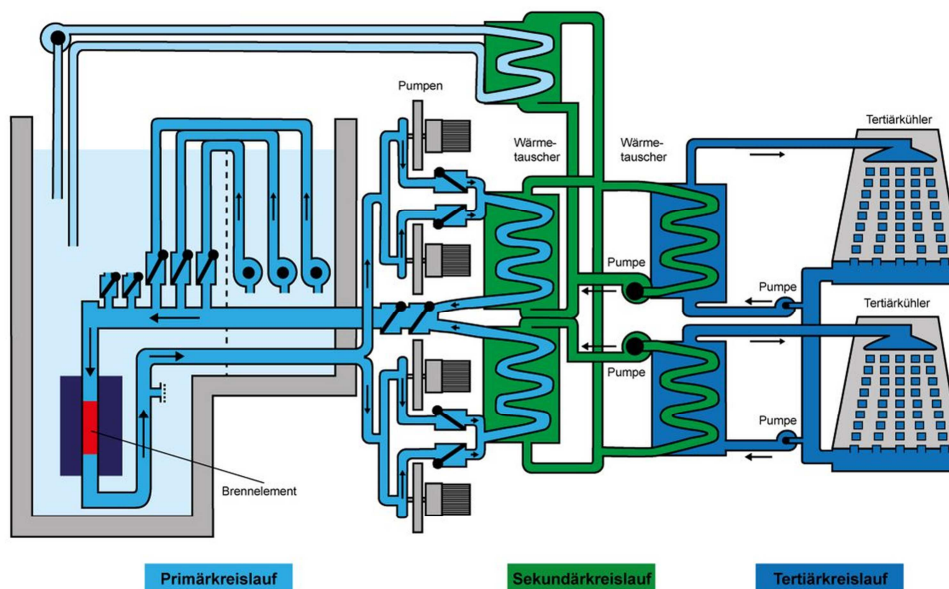 Pumpen
Wärme-
tauscher
Wärme-
tauscher
Tertiärkühler
Pumpe
Pumpe
Tertiärkühler
Pumpe
Pumpe
Brennelement
Primärkreislauf
Sekundärkreislauf
Tertiärkreislauf